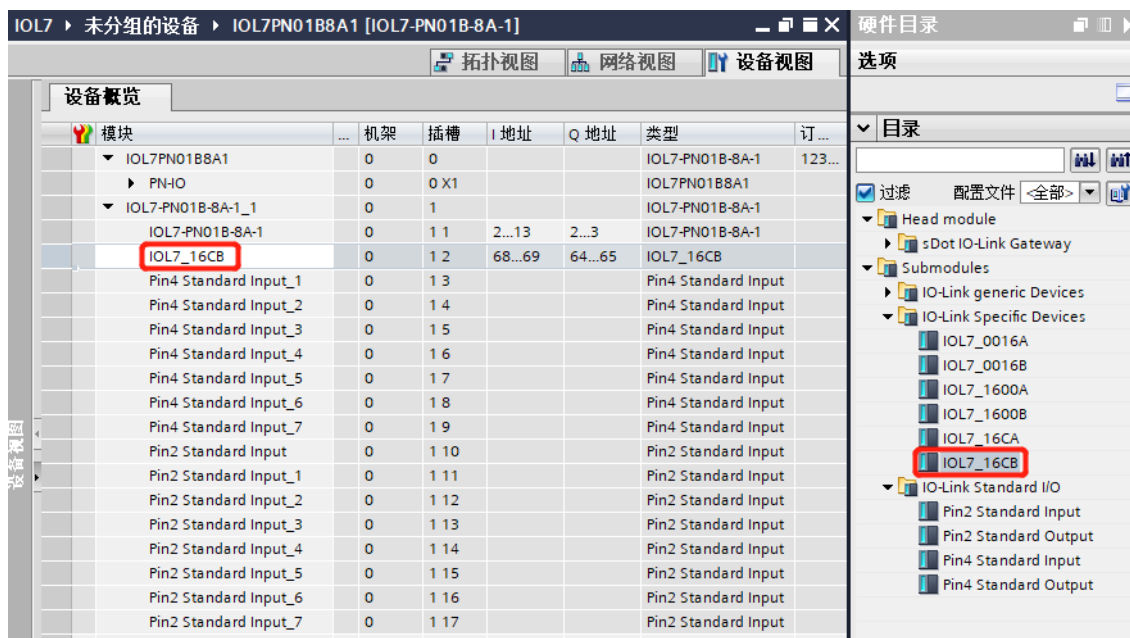 IOL7 ▸ 未分组的设备 ▸ IOL7PN01B8A1 [IOL7-PN01B-8A-1]
拓扑视图 网络视图 设备视图
设备概览
模块 ... 机架 插槽 I 地址 Q 地址 类型 订...
IOL7PN01B8A1 0 0 IOL7-PN01B-8A-1 123...
PN-IO 0 0 X1 IOL7PN01B8A1
IOL7-PN01B-8A-1_1 0 1 IOL7-PN01B-8A-1
IOL7-PN01B-8A-1 0 1 1 2...13 2...3 IOL7-PN01B-8A-1
IOL7_16CB 0 1 2 68...69 64...65 IOL7_16CB
Pin4 Standard Input_1 0 1 3 Pin4 Standard Input
Pin4 Standard Input_2 0 1 4 Pin4 Standard Input
Pin4 Standard Input_3 0 1 5 Pin4 Standard Input
Pin4 Standard Input_4 0 1 6 Pin4 Standard Input
Pin4 Standard Input_5 0 1 7 Pin4 Standard Input
Pin4 Standard Input_6 0 1 8 Pin4 Standard Input
Pin4 Standard Input_7 0 1 9 Pin4 Standard Input
Pin2 Standard Input 0 1 10 Pin2 Standard Input
Pin2 Standard Input_1 0 1 11 Pin2 Standard Input
Pin2 Standard Input_2 0 1 12 Pin2 Standard Input
Pin2 Standard Input_3 0 1 13 Pin2 Standard Input
Pin2 Standard Input_4 0 1 14 Pin2 Standard Input
Pin2 Standard Input_5 0 1 15 Pin2 Standard Input
Pin2 Standard Input_6 0 1 16 Pin2 Standard Input
Pin2 Standard Input_7 0 1 17 Pin2 Standard Input
设备视图
硬件目录
选项
目录
过滤 配置文件 <全部>
Head module
sDot IO-Link Gateway
Submodules
IO-Link generic Devices
IO-Link Specific Devices
IOL7_0016A
IOL7_0016B
IOL7_1600A
IOL7_1600B
IOL7_16CA
IOL7_16CB
IO-Link Standard I/O
Pin2 Standard Input
Pin2 Standard Output
Pin4 Standard Input
Pin4 Standard Output